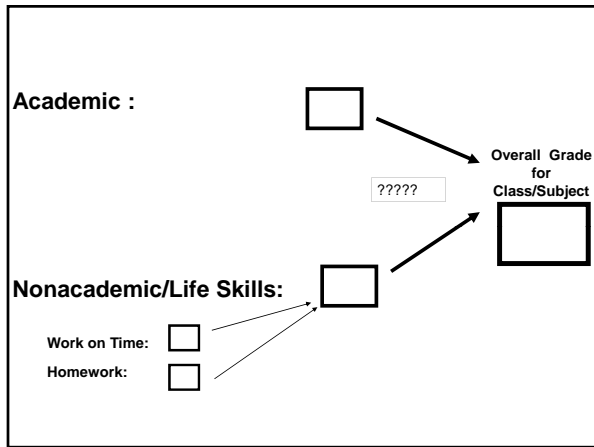 Academic :
Overall Grade
for
Class/Subject
?????
Nonacademic/Life Skills:
Work on Time:
Homework: